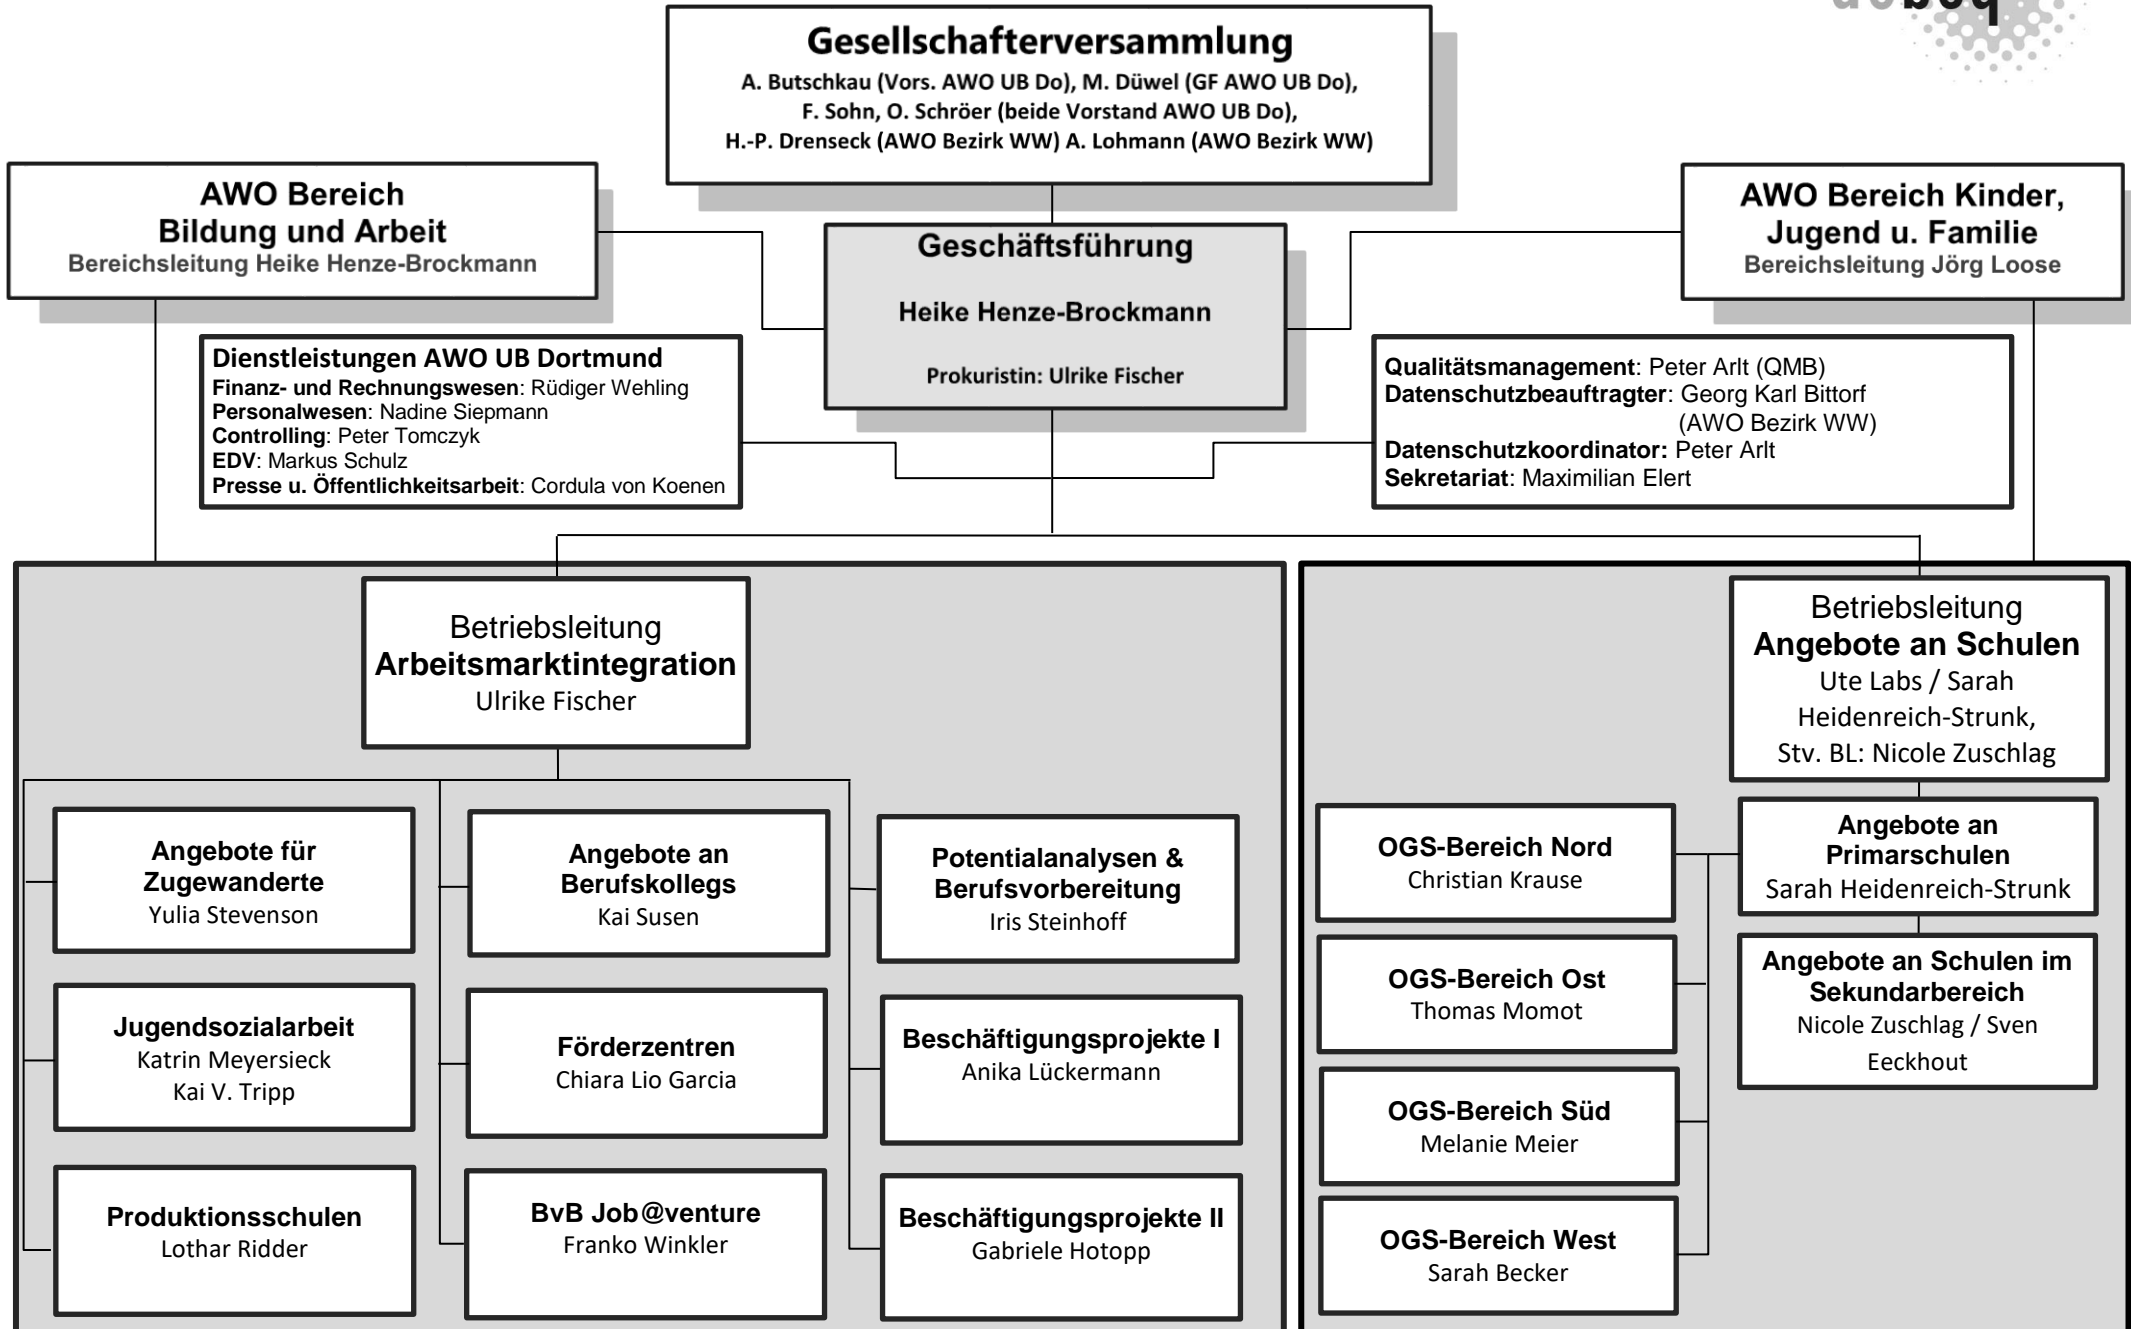 Gesellschafterversammlung
A. Butschkau (Vors. AWO UB Do), M. Düwel (GF AWO UB Do),
F. Sohn, O. Schröer (beide Vorstand AWO UB Do),
H.-P. Drenseck (AWO Bezirk WW) A. Lohmann (AWO Bezirk WW)
AWO Bereich
Bildung und Arbeit
Bereichsleitung Heike Henze-Brockmann
Geschäftsführung
Heike Henze-Brockmann
Prokuristin: Ulrike Fischer
AWO Bereich Kinder,
Jugend u. Familie
Bereichsleitung Jörg Loose
Dienstleistungen AWO UB Dortmund
Finanz- und Rechnungswesen: Rüdiger Wehling
Personalwesen: Nadine Siepmann
Controlling: Peter Tomczyk
EDV: Markus Schulz
Presse u. Öffentlichkeitsarbeit: Cordula von Koenen
Qualitätsmanagement: Peter Arlt (QMB)
Datenschutzbeauftragter: Georg Karl Bittorf
(AWO Bezirk WW)
Datenschutzkoordinator: Peter Arlt
Sekretariat: Maximilian Elert
Betriebsleitung
Arbeitsmarktintegration
Ulrike Fischer
Angebote für
Zugewanderte
Yulia Stevenson
Angebote an
Berufskollegs
Kai Susen
Potentialanalysen &
Berufsvorbereitung
Iris Steinhoff
Jugendsozialarbeit
Katrin Meyersieck
Kai V. Tripp
Förderzentren
Chiara Lio Garcia
Beschäftigungsprojekte I
Anika Lückermann
Produktionsschulen
Lothar Ridder
BvB Job@venture
Franko Winkler
Beschäftigungsprojekte II
Gabriele Hotopp
Betriebsleitung
Angebote an Schulen
Ute Labs / Sarah
Heidenreich-Strunk,
Stv. BL: Nicole Zuschlag
OGS-Bereich Nord
Christian Krause
Angebote an
Primarschulen
Sarah Heidenreich-Strunk
OGS-Bereich Ost
Thomas Momot
Angebote an Schulen im
Sekundarbereich
Nicole Zuschlag / Sven
Eeckhout
OGS-Bereich Süd
Melanie Meier
OGS-Bereich West
Sarah Becker